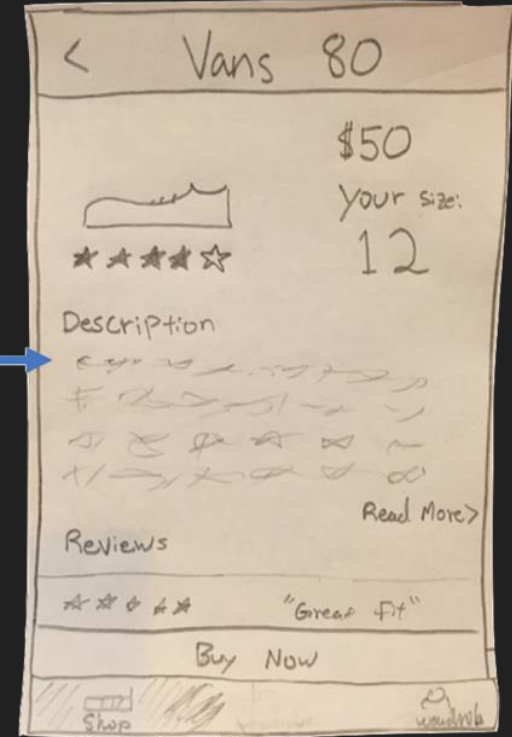 < Vans 80
$50
Your size:
12
Description
Read More>
Reviews
"Great Fit"
Buy Now
Shop